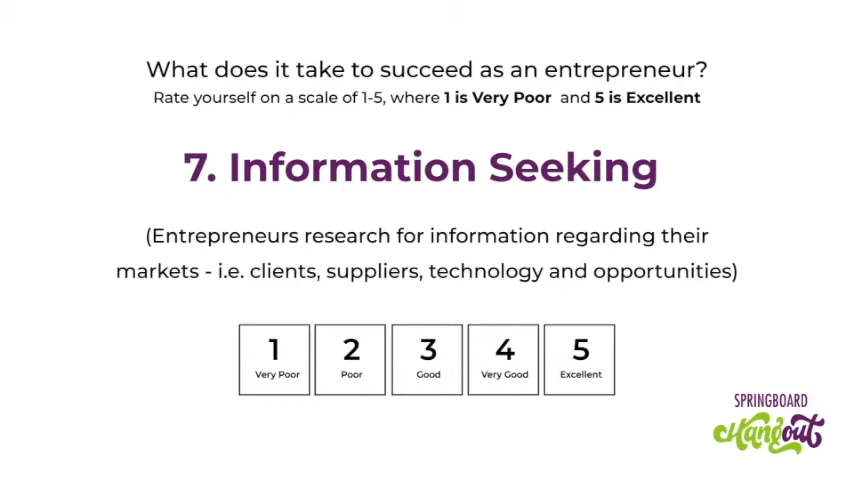 What does it take to succeed as an entrepreneur?
Rate yourself on a scale of 1-5, where 1 is Very Poor and 5 is Excellent
7. Information Seeking
(Entrepreneurs research for information regarding their
markets - i.e. clients, suppliers, technology and opportunities)
1 2 3 4 5
Very Poor Poor Good Very Good Excellent
SPRINGBOARD
Hangout